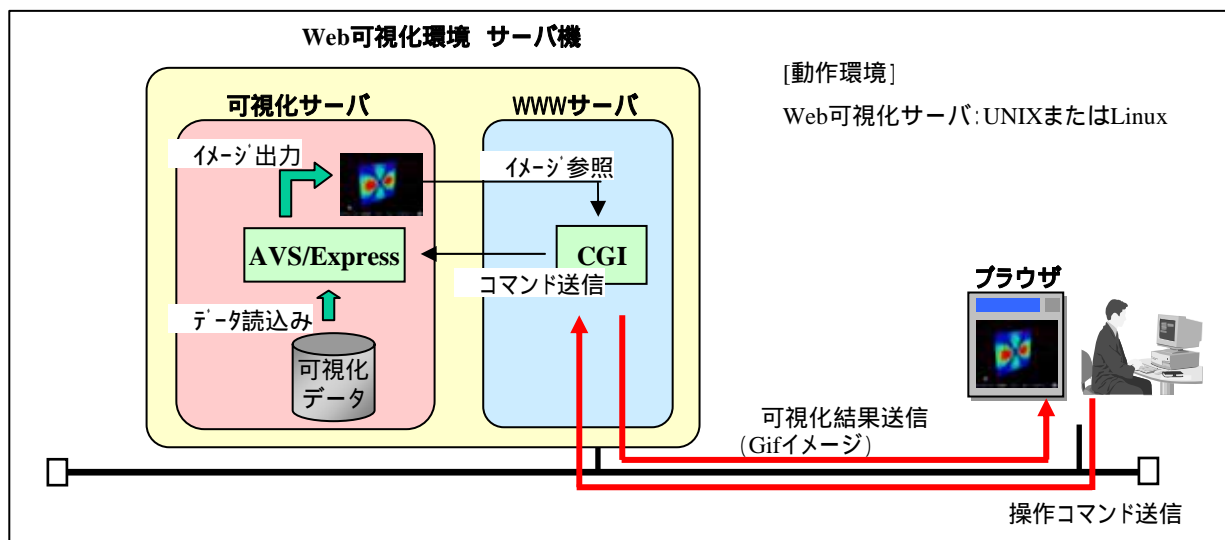 Web可視化環境 サーバ機
[動作環境]
Web可視化サーバ:UNIXまたはLinux
可視化サーバ
WWWサーバ
ｲﾒｰｼﾞ出力
ｲﾒｰｼﾞ参照
AVS/Express
CGI
コマンド送信
ﾃﾞｰﾀ読込み
可視化
データ
ブラウザ
可視化結果送信
(Gifイメージ)
操作コマンド送信